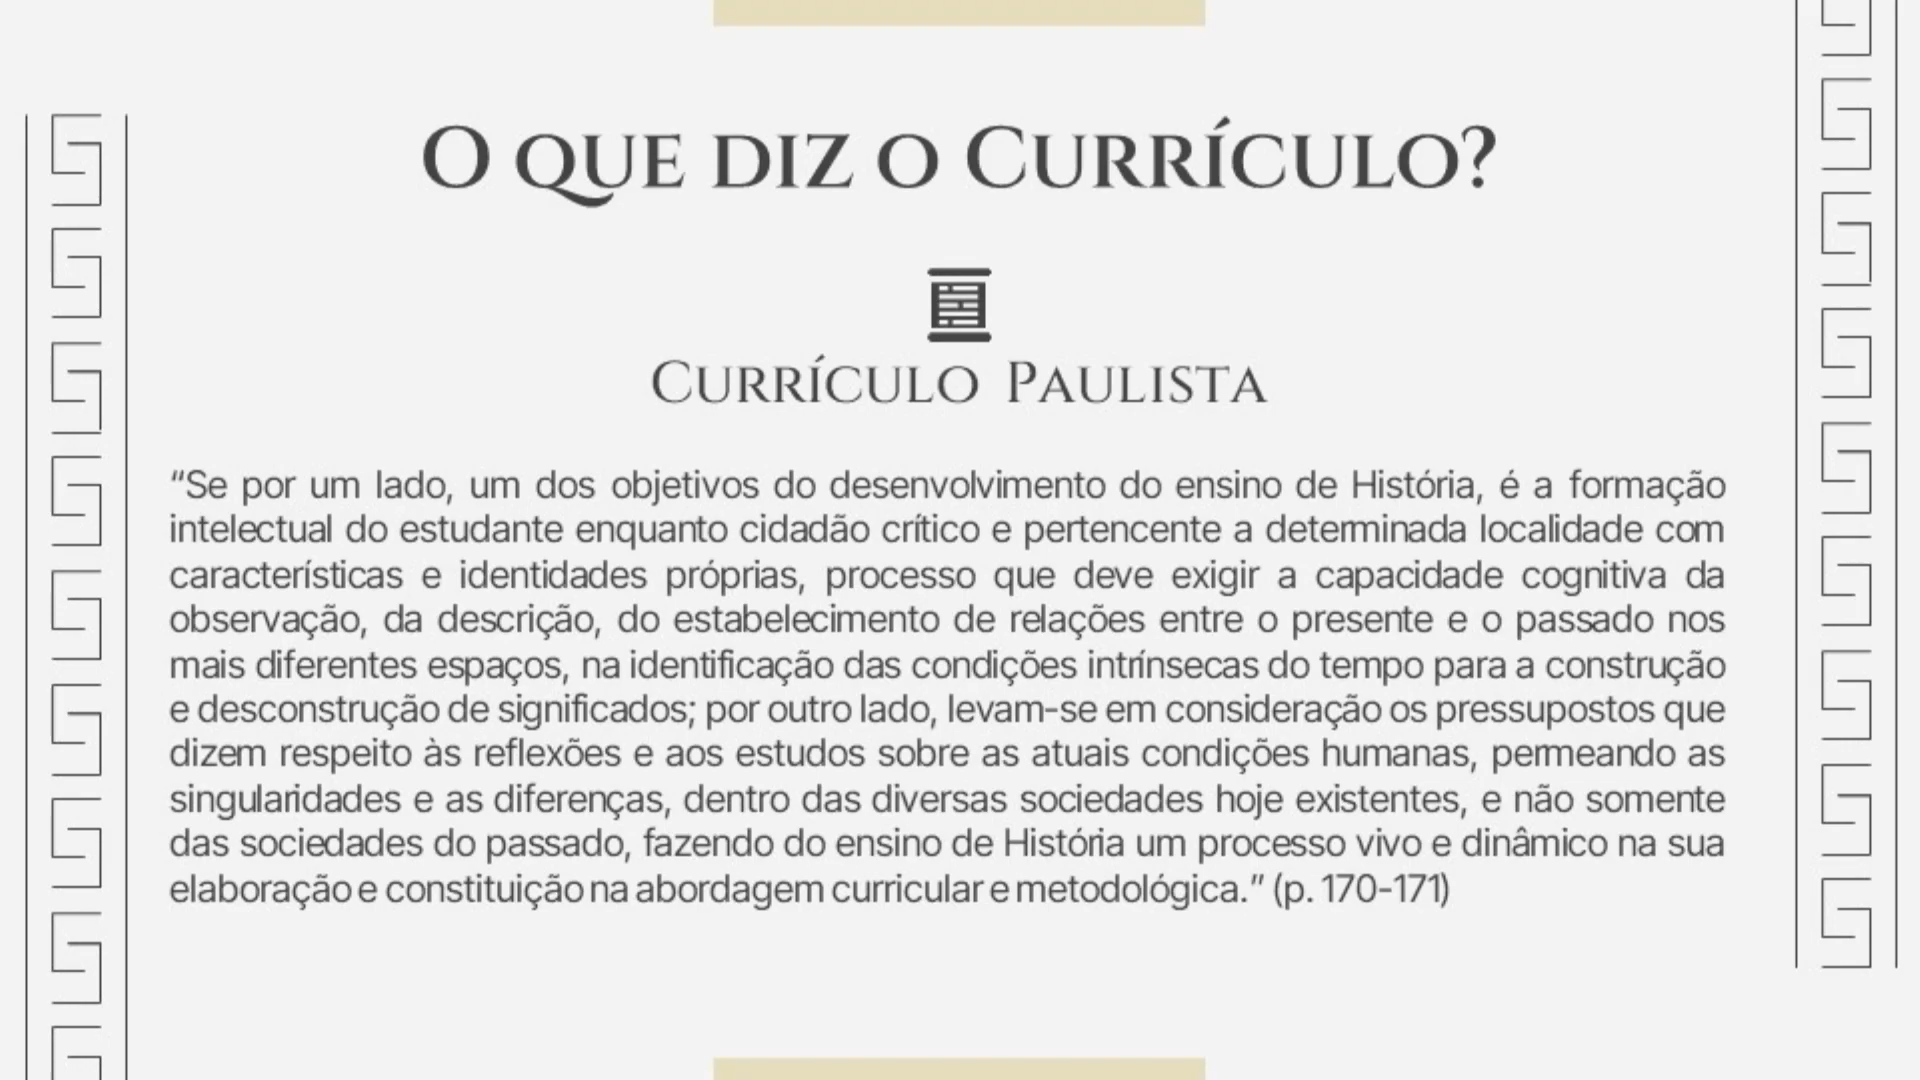 O que diz o Currículo?
Currículo Paulista
“Se por um lado, um dos objetivos do desenvolvimento do ensino de História, é a formação
intelectual do estudante enquanto cidadão crítico e pertencente a determinada localidade com
características e identidades próprias, processo que deve exigir a capacidade cognitiva da
observação, da descrição, do estabelecimento de relações entre o presente e o passado nos
mais diferentes espaços, na identificação das condições intrínsecas do tempo para a construção
e desconstrução de significados; por outro lado, levam-se em consideração os pressupostos que
dizem respeito às reflexões e aos estudos sobre as atuais condições humanas, permeando as
singularidades e as diferenças, dentro das diversas sociedades hoje existentes, e não somente
das sociedades do passado, fazendo do ensino de História um processo vivo e dinâmico na sua
elaboração e constituição na abordagem curricular e metodológica.” (p. 170-171)